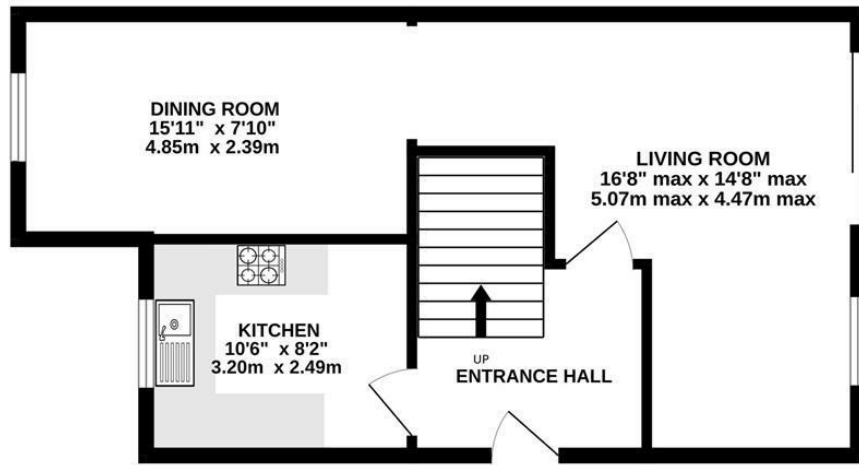 DINING ROOM
15'11" x 7'10"
4.85m x 2.39m
LIVING ROOM
16'8" max x 14'8" max
5.07m max x 4.47m max
KITCHEN
10'6" x 8'2"
3.20m x 2.49m
UP
ENTRANCE HALL